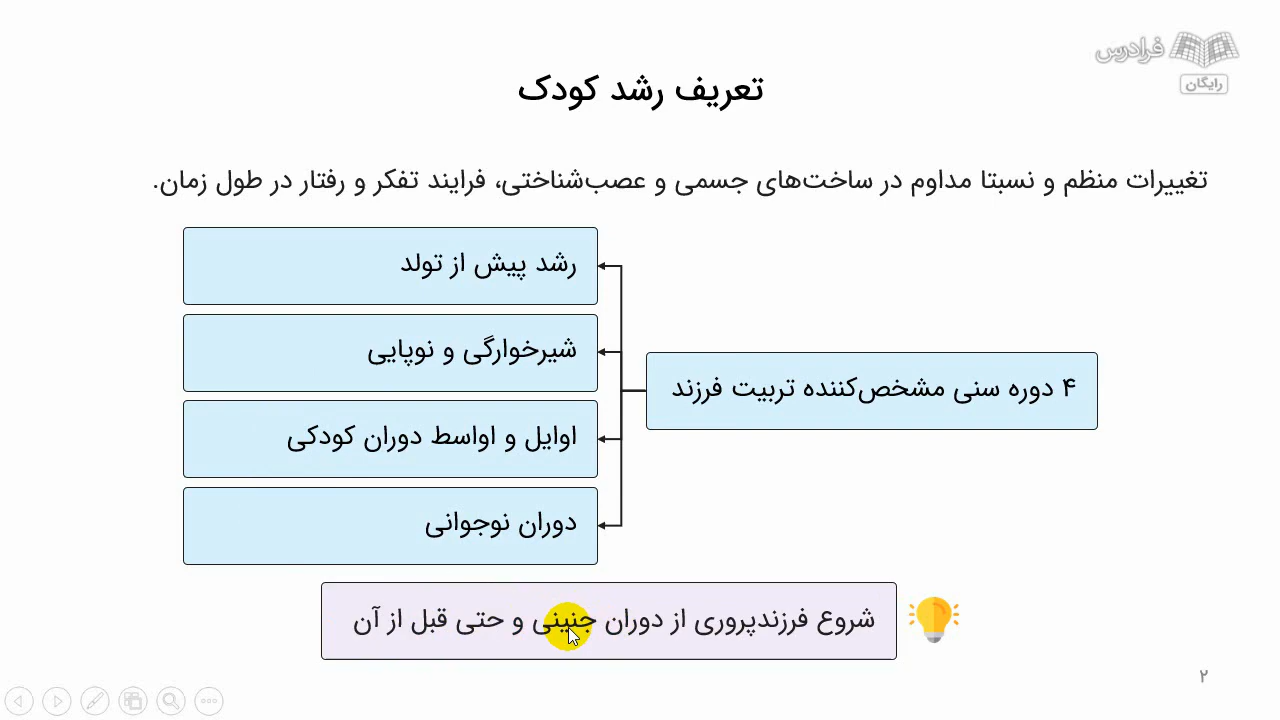 فرادرس
رایگان
تعریف رشد کودک
تغییرات منظم و نسبتا مداوم در ساخت‌های جسمی و عصب‌شناختی، فرایند تفکر و رفتار در طول زمان.
۴ دوره سنی مشخص‌کننده تربیت فرزند
رشد پیش از تولد
شیرخوارگی و نوپایی
اوایل و اواسط دوران کودکی
دوران نوجوانی
شروع فرزندپروری از دوران جنینی و حتی قبل از آن
۲